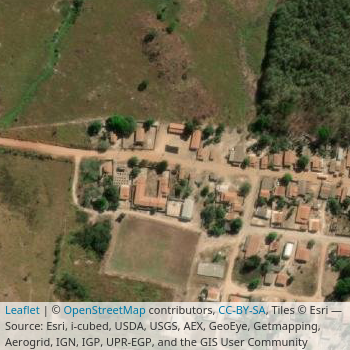 Leaflet | © OpenStreetMap contributors, CC-BY-SA, Tiles © Esri —
Source: Esri, i-cubed, USDA, USGS, AEX, GeoEye, Getmapping,
Aerogrid, IGN, IGP, UPR-EGP, and the GIS User Community